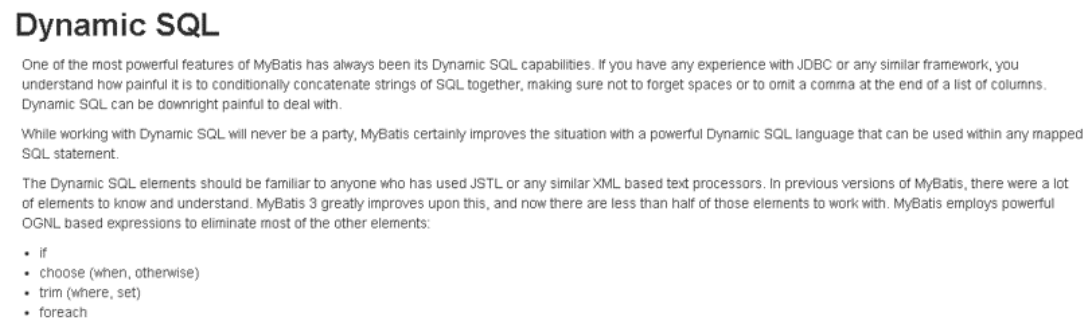 Dynamic SQL
One of the most powerful features of MyBatis has always been its Dynamic SQL capabilities. If you have any experience with JDBC or any similar framework, you
understand how painful it is to conditionally concatenate strings of SQL together, making sure not to forget spaces or to omit a comma at the end of a list of columns.
Dynamic SQL can be downright painful to deal with.
While working with Dynamic SQL will never be a party, MyBatis certainly improves the situation with a powerful Dynamic SQL language that can be used within any mapped
SQL statement.
The Dynamic SQL elements should be familiar to anyone who has used JSTL or any similar XML based text processors. In previous versions of MyBatis, there were a lot
of elements to know and understand. MyBatis 3 greatly improves upon this, and now there are less than half of those elements to work with. MyBatis employs powerful
OGNL based expressions to eliminate most of the other elements:
• if
• choose (when, otherwise)
• trim (where, set)
• foreach